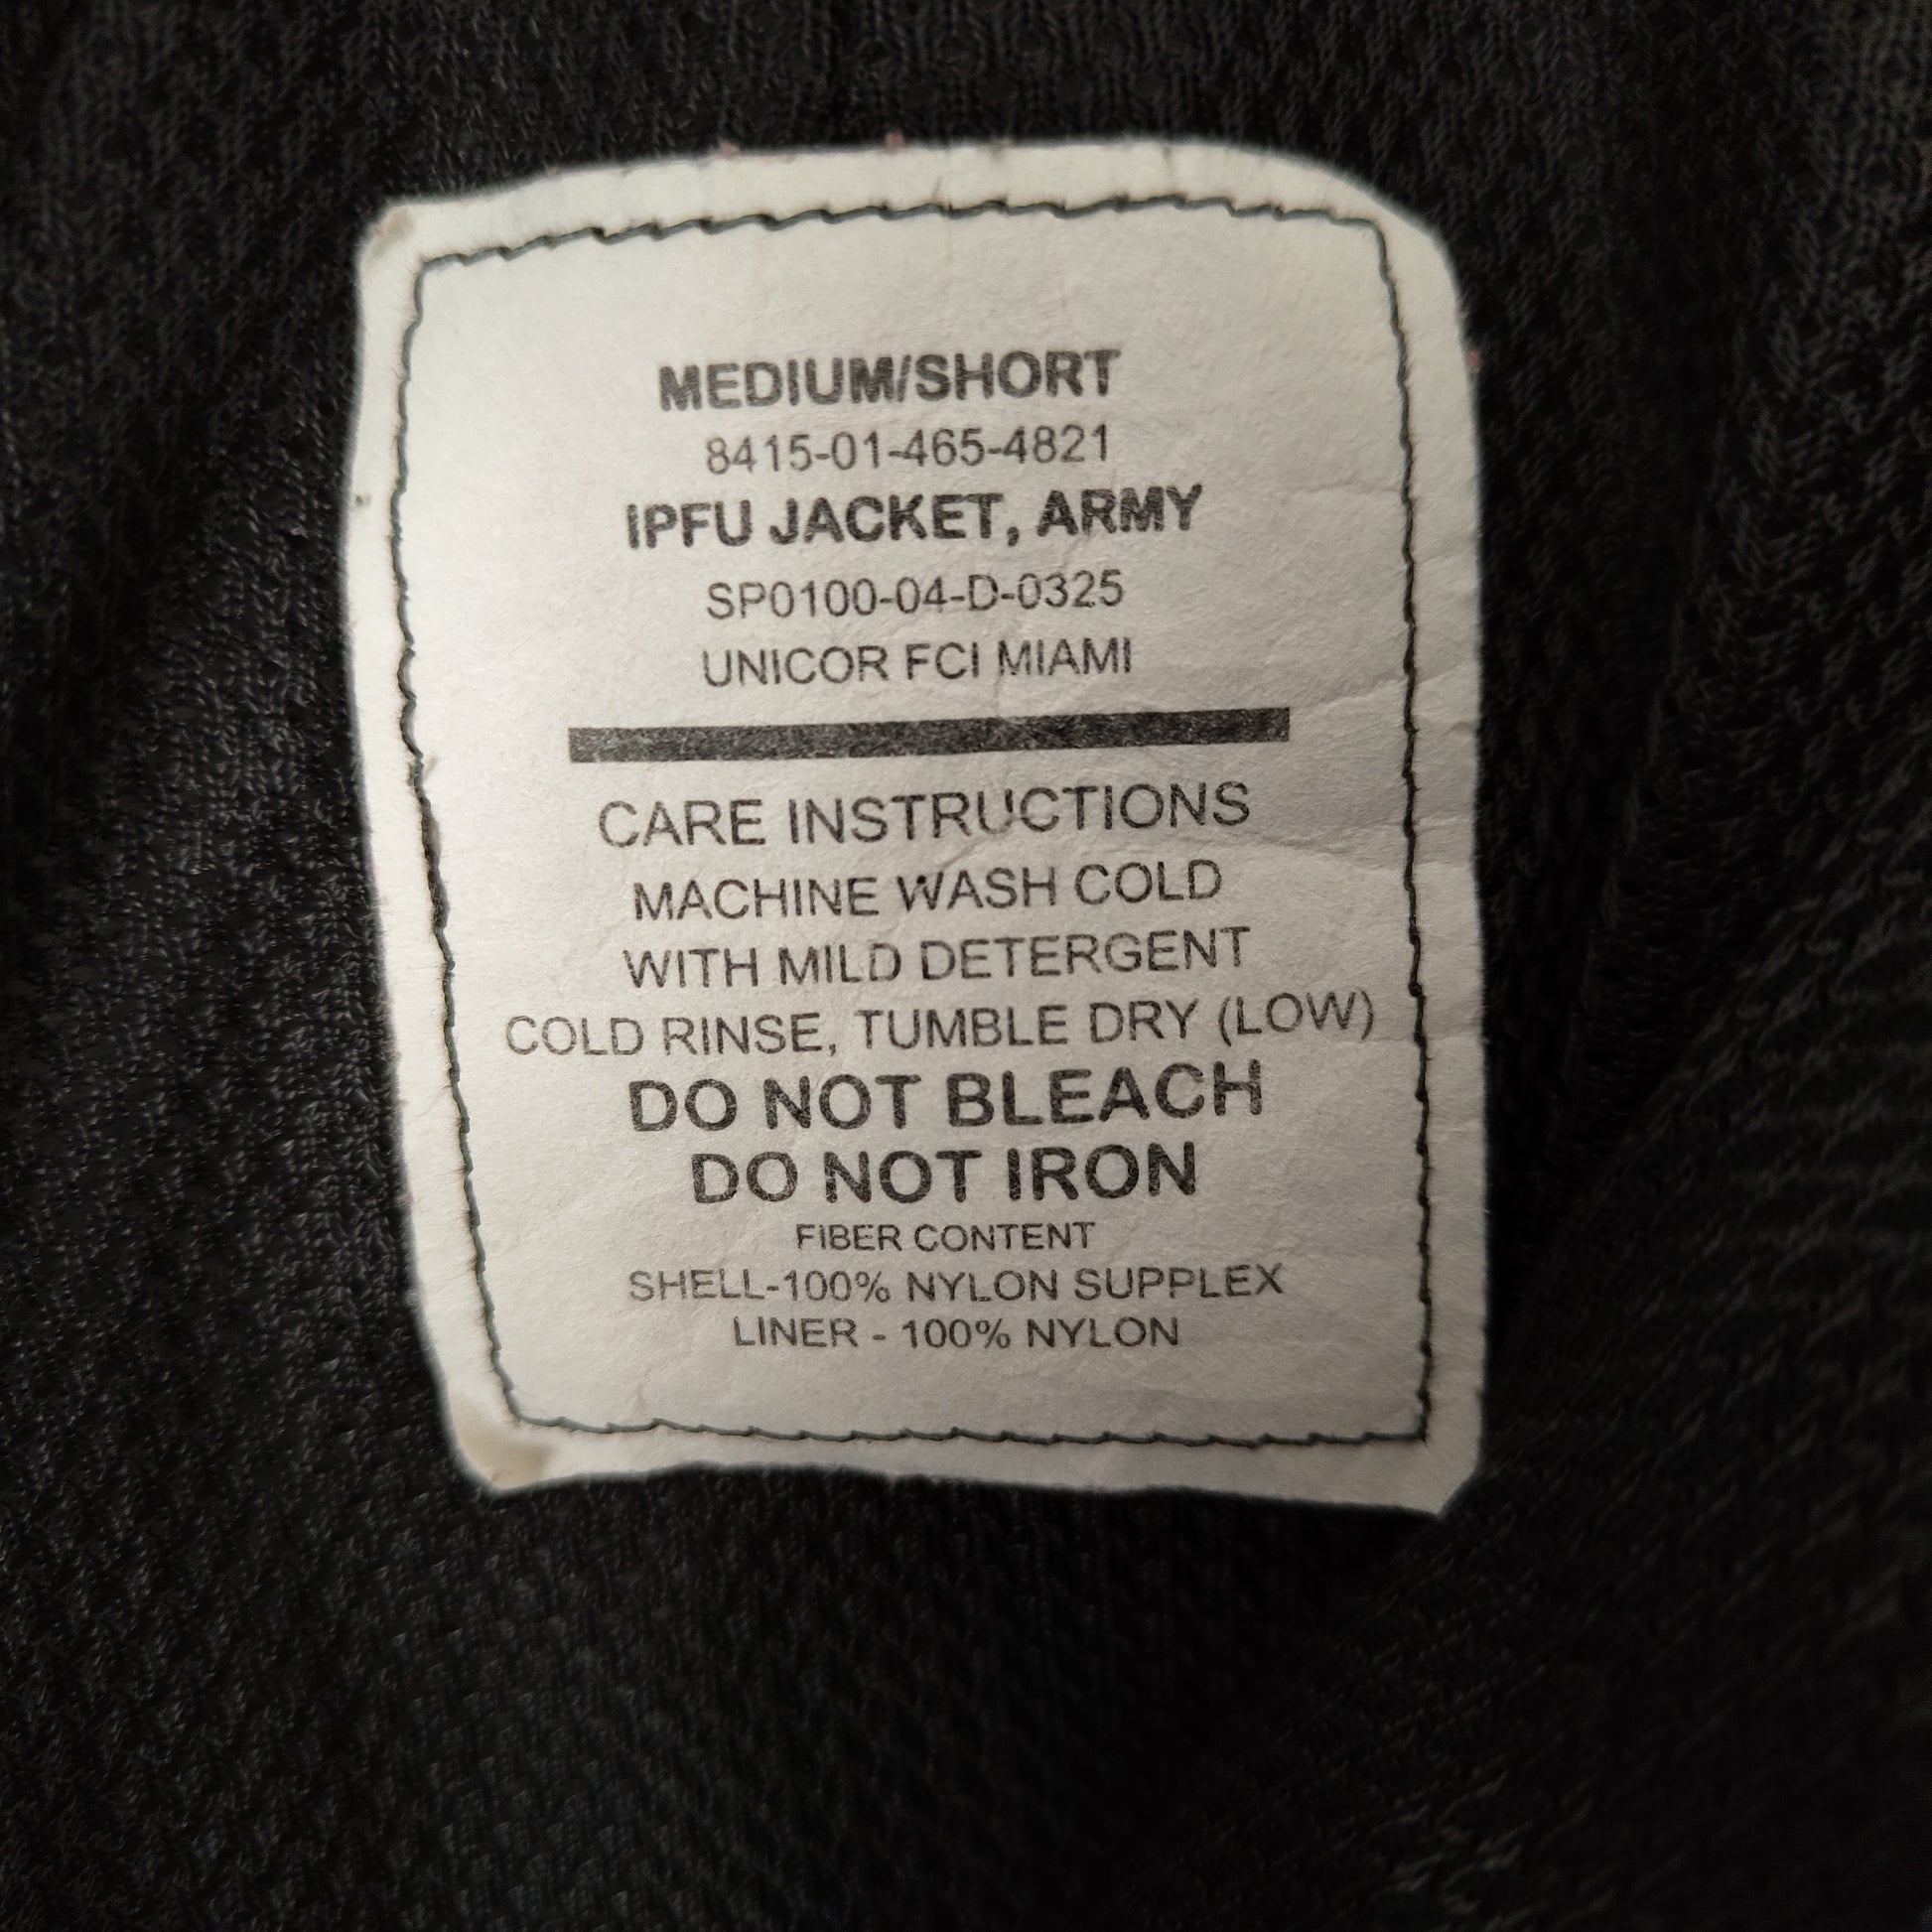 MEDIUM/SHORT
8415-01-465-4821
IPFU JACKET, ARMY
SP0100-04-D-0325
UNICOR FCI MIAMI
CARE INSTRUCTIONS
MACHINE WASH COLD
WITH MILD DETERGENT
COLD RINSE, TUMBLE DRY (LOW)
DO NOT BLEACH
DO NOT IRON
FIBER CONTENT
SHELL-100% NYLON SUPPLEX
LINER - 100% NYLON